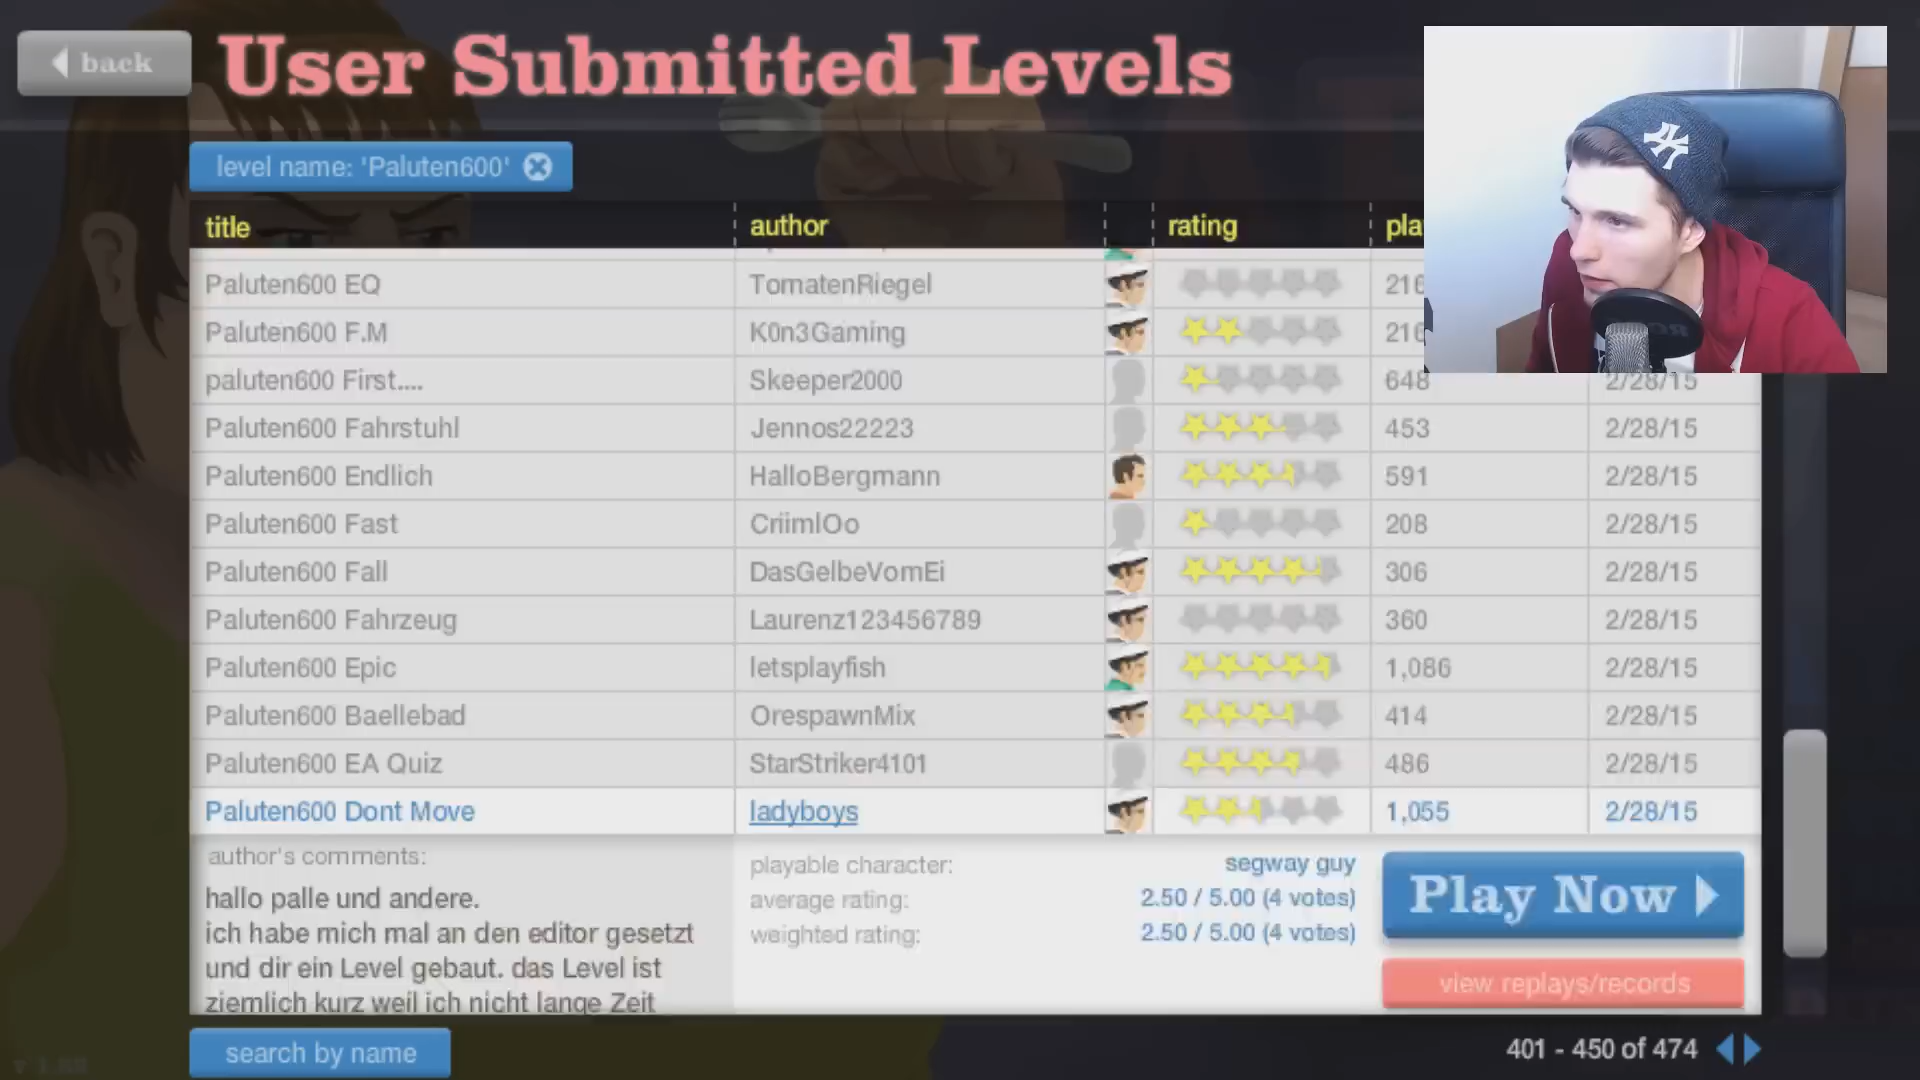 back
User Submitted Levels
level name: 'Paluten600'
title author rating
Paluten600 EQ TomatenRiegel 216
Paluten600 F.M K0n3Gaming 216
paluten600 First.... Skeeper2000 648 2/28/15
Paluten600 Fahrstuhl Jennos22223 453 2/28/15
Paluten600 Endlich HalloBergmann 591 2/28/15
Paluten600 Fast CriimlOo 208 2/28/15
Paluten600 Fall DasGelbeVomEi 306 2/28/15
Paluten600 Fahrzeug Laurenz123456789 360 2/28/15
Paluten600 Epic letsplayfish 1,086 2/28/15
Paluten600 Baellebad OrespawnMix 414 2/28/15
Paluten600 EA Quiz StarStriker4101 486 2/28/15
Paluten600 Dont Move ladyboys 1,055 2/28/15
author's comments:
hallo palle und andere.
ich habe mich mal an den editor gesetzt
und dir ein Level gebaut. das Level ist
ziemlich kurz weil ich nicht lange Zeit
playable character: segway guy
average rating: 2.50 / 5.00 (4 votes)
weighted rating: 2.50 / 5.00 (4 votes)
Play Now
view replays/records
search by name
401 - 450 of 474